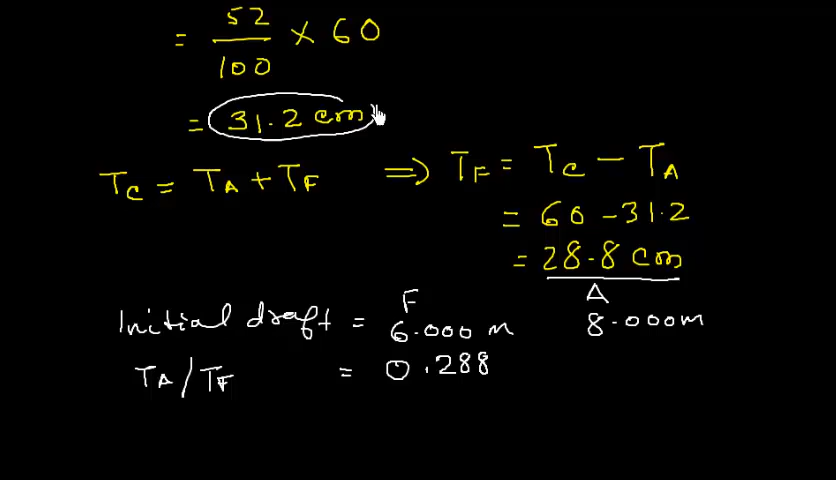 = 52/100 × 60
= 31.2 cm
Tc = TA + TF ⇒ TF = Tc - TA
= 60 - 31.2
= 28.8 cm
F A
Initial draft = 6.000 m 8.000m
TA/TF = 0.288